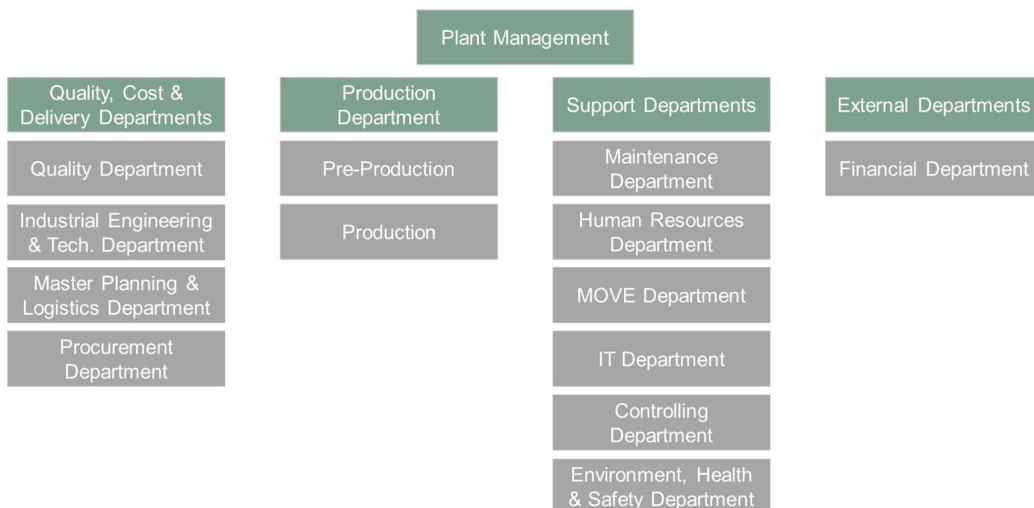 Plant Management
Quality, Cost &
Delivery Departments
Quality Department
Industrial Engineering
& Tech. Department
Master Planning &
Logistics Department
Procurement
Department
Production
Department
Pre-Production
Production
Support Departments
Maintenance
Department
Human Resources
Department
MOVE Department
IT Department
Controlling
Department
Environment, Health
& Safety Department
External Departments
Financial Department